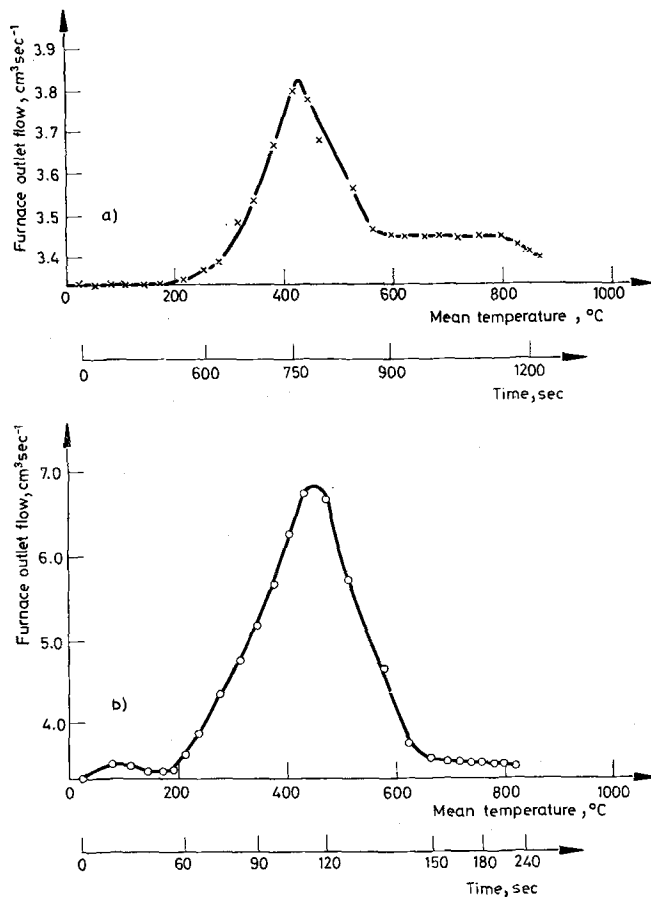 Furnace outlet flow, cm³sec⁻¹
3.9
3.8
3.7
3.6
3.5
3.4
a)
0 200 400 600 800 1000
Mean temperature, °C
0 600 750 900 1200
Time, sec
Furnace outlet flow, cm³sec⁻¹
7.0
6.0
5.0
4.0
b)
0 200 400 600 800 1000
Mean temperature, °C
0 60 90 120 150 180 240
Time, sec